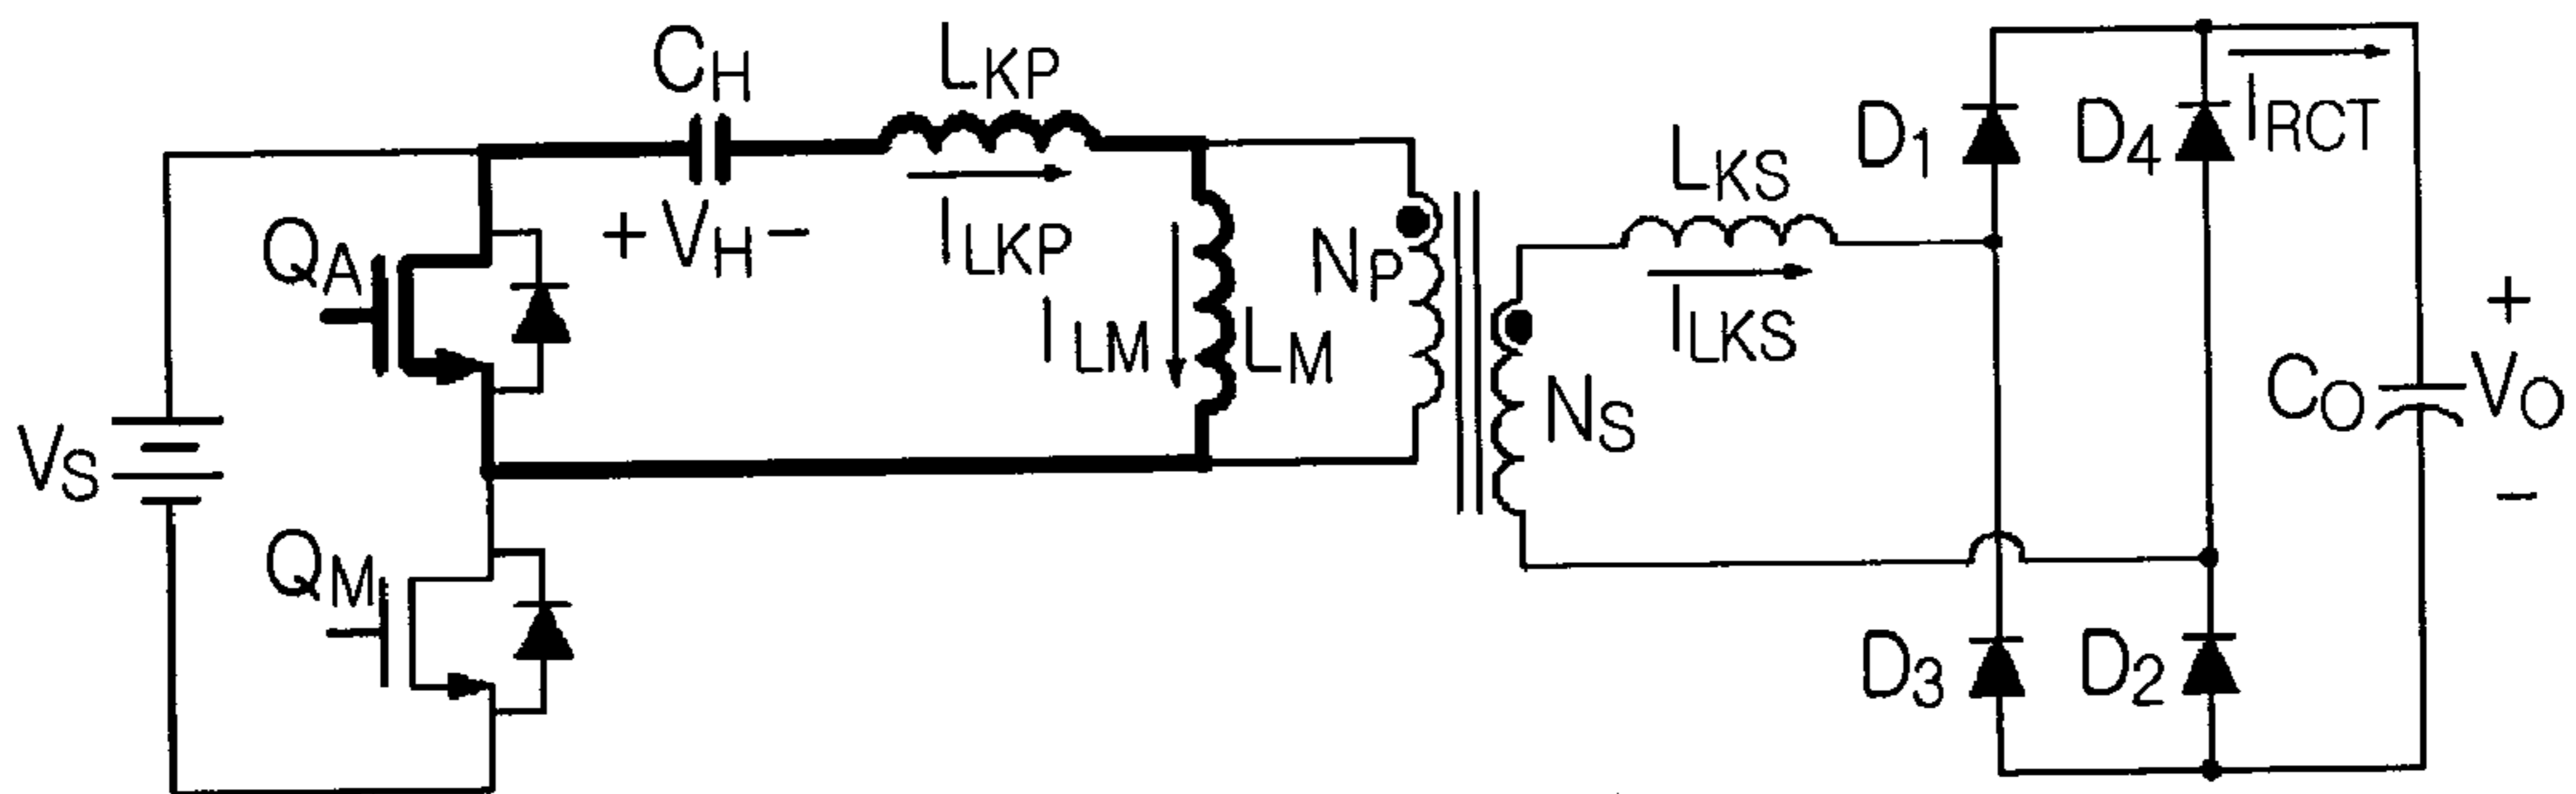 CH
LKP
D1
D4
IRCT
LKS
QA
+ VH -
ILKP
NP
ILM
LM
ILKS
+
VS
NS
CO
VO
-
QM
D3
D2